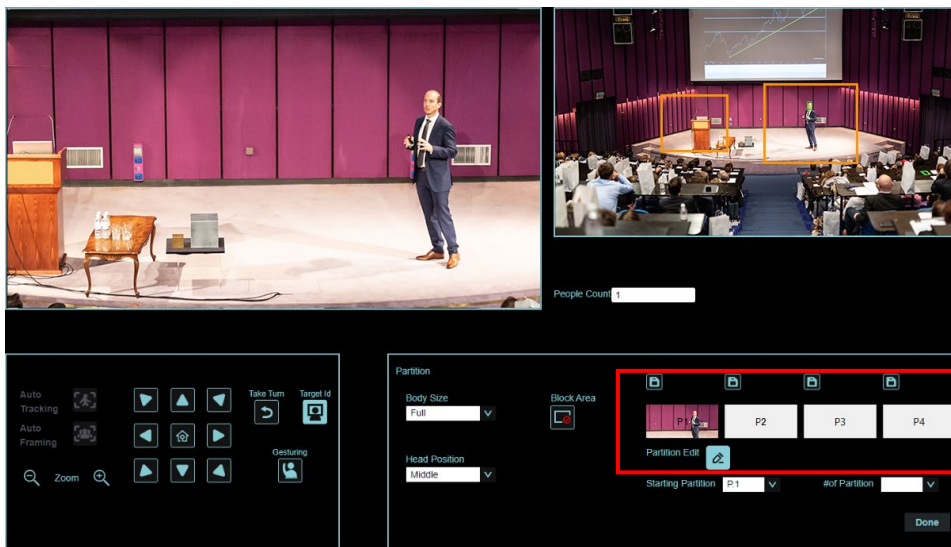 People Count 1
Auto Tracking
Auto Framing
Zoom
Take Turn
Target Id
Gesturing
Partition
Body Size
Full
Head Position
Middle
Block Area
P1
P2
P3
P4
Partition Edit
Starting Partition P.1
#of Partition
Done